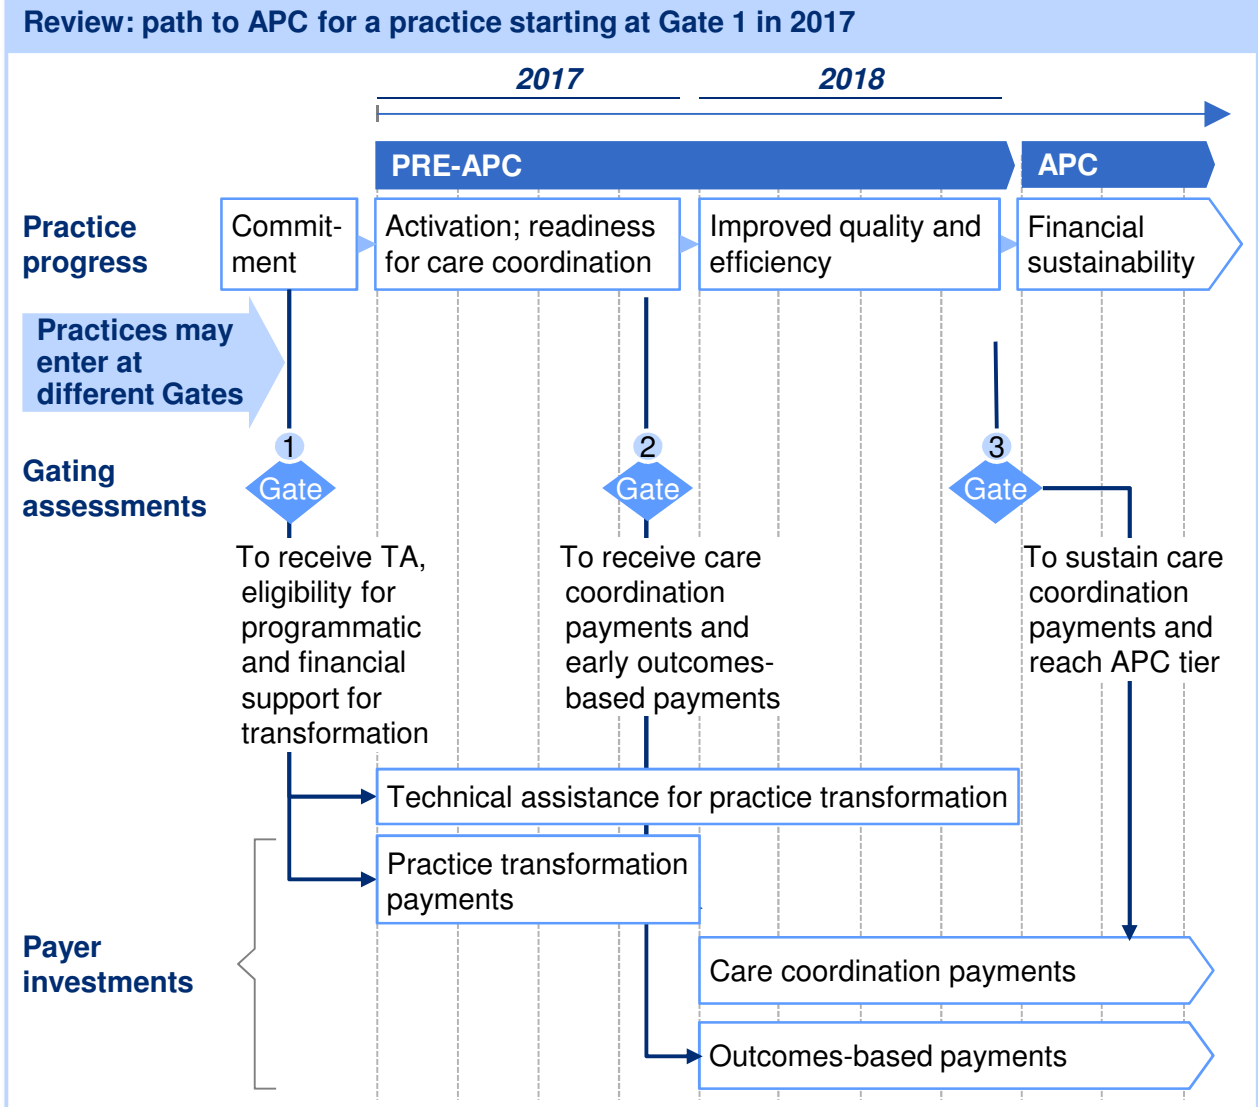 Review: path to APC for a practice starting at Gate 1 in 2017
2017
2018
PRE-APC
APC
Practice
progress
Commit-
ment
Activation; readiness
for care coordination
Improved quality and
efficiency
Financial
sustainability
Practices may
enter at
different Gates
Gating
assessments
1
Gate
2
Gate
3
Gate
To receive TA,
eligibility for
programmatic
and financial
support for
transformation
To receive care
coordination
payments and
early outcomes-
based payments
To sustain care
coordination
payments and
reach APC tier
Technical assistance for practice transformation
Practice transformation
payments
Payer
investments
Care coordination payments
Outcomes-based payments